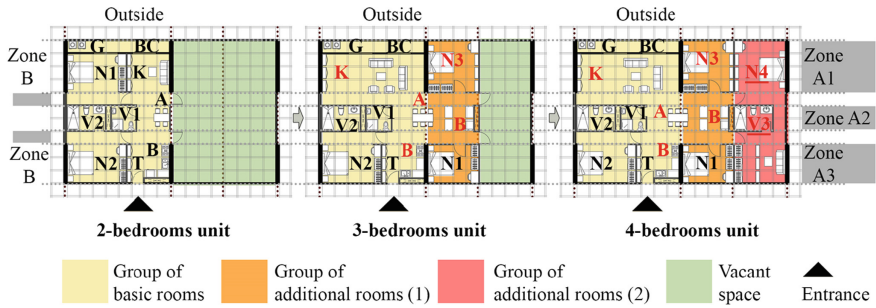 Outside Outside Outside
Zone B
G BC
N1 K
A
V2 V1
Zone B
N2 T B
G BC N3
K
A
V2 V1 B
N2 T B N1
G BC N3 N4
K
A
V2 V1 B V3
N2 T B N1
Zone A1
Zone A2
Zone A3
2-bedrooms unit 3-bedrooms unit 4-bedrooms unit
Group of basic rooms
Group of additional rooms (1)
Group of additional rooms (2)
Vacant space
Entrance